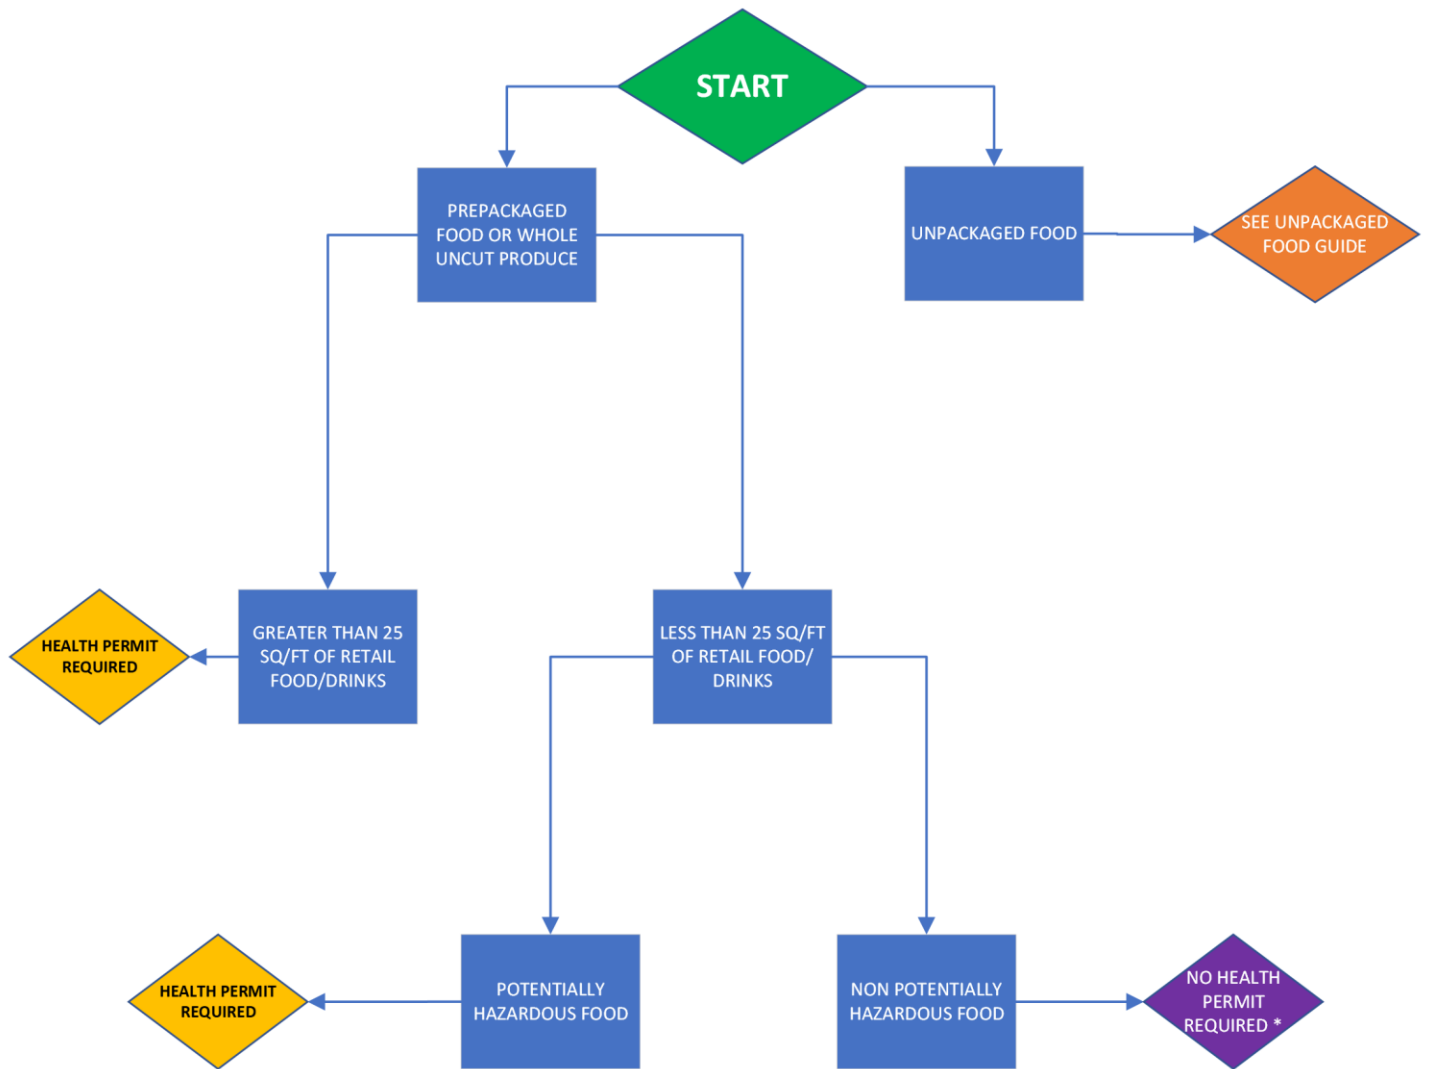 START
PREPACKAGED
FOOD OR WHOLE
UNCUT PRODUCE
UNPACKAGED FOOD
SEE UNPACKAGED
FOOD GUIDE
HEALTH PERMIT
REQUIRED
GREATER THAN 25
SQ/FT OF RETAIL
FOOD/DRINKS
LESS THAN 25 SQ/FT
OF RETAIL FOOD/
DRINKS
HEALTH PERMIT
REQUIRED
POTENTIALLY
HAZARDOUS FOOD
NON POTENTIALLY
HAZARDOUS FOOD
NO HEALTH
PERMIT
REQUIRED *